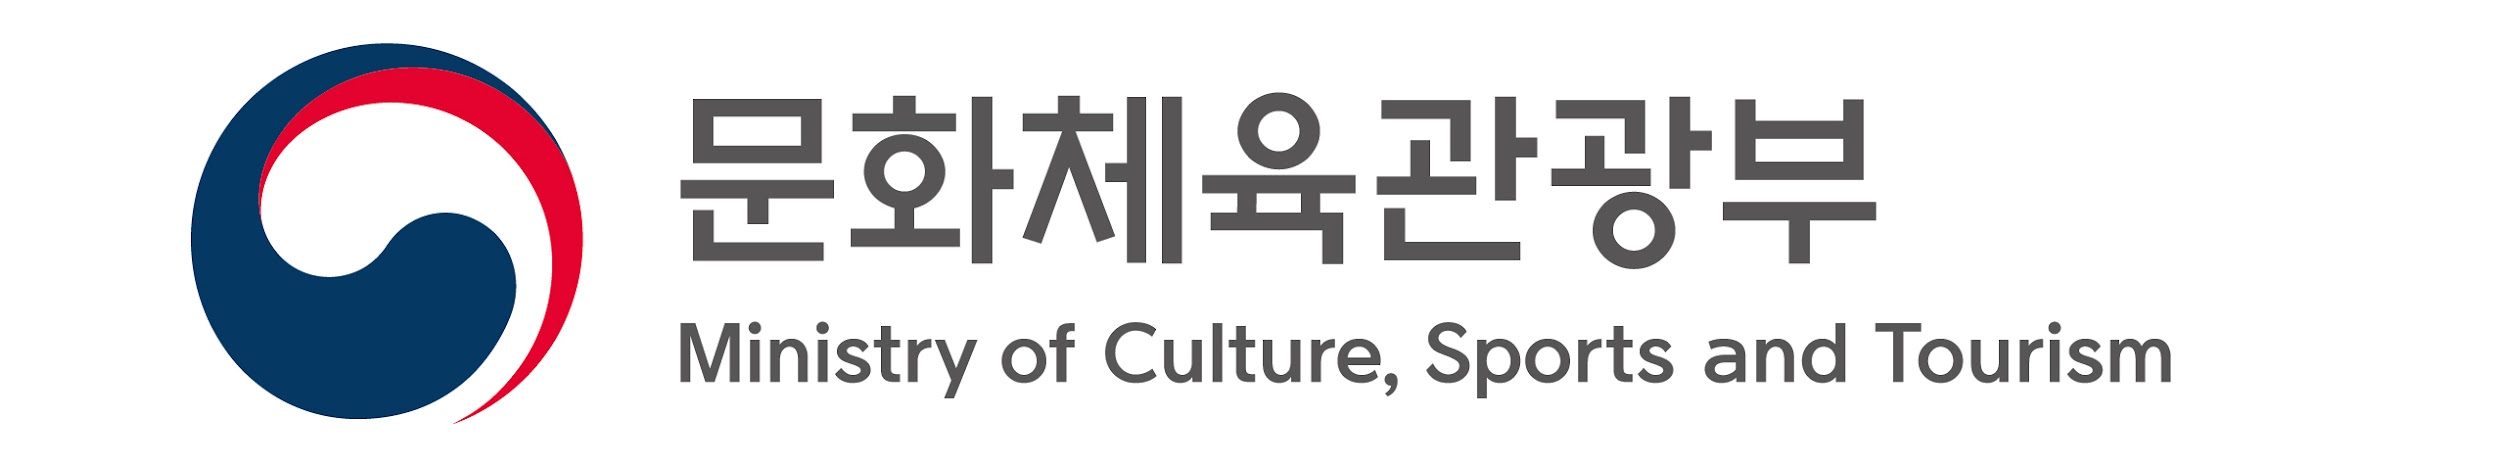 문화체육관광부
Ministry of Culture, Sports and Tourism